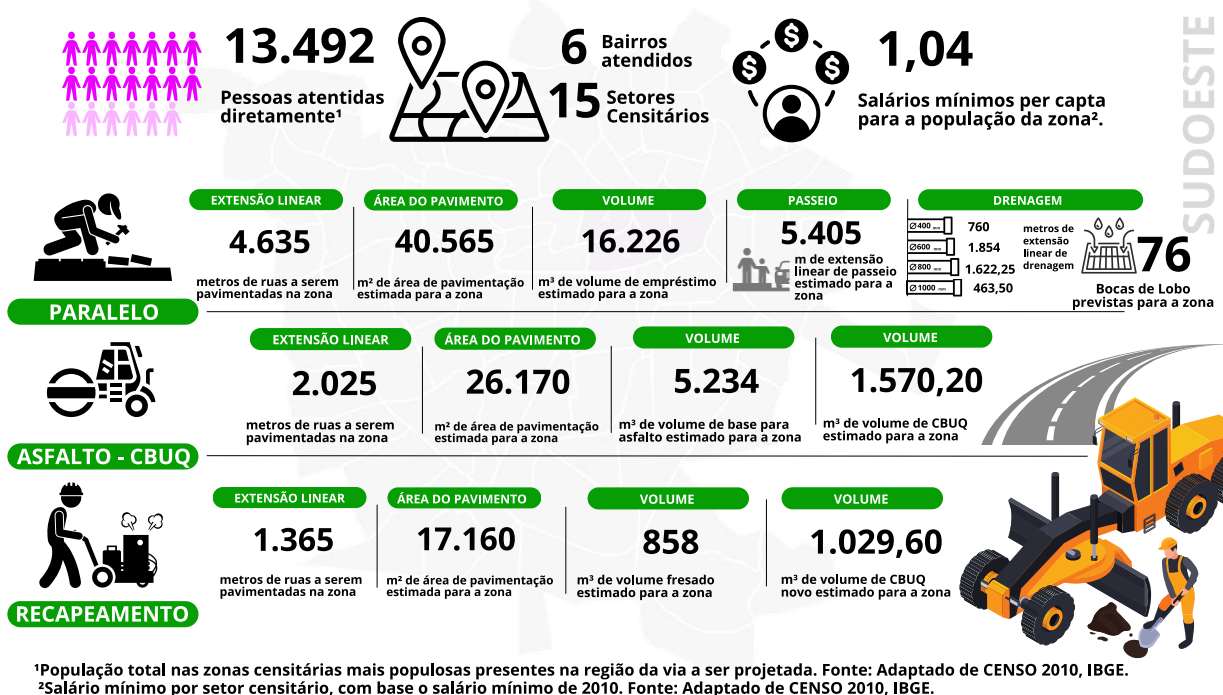 13.492
Pessoas atentidas
diretamente¹
6 Bairros
atendidos
15 Setores
Censitários
1,04
Salários mínimos per capta
para a população da zona².
SUDOESTE
PARALELO
EXTENSÃO LINEAR
4.635
metros de ruas a serem
pavimentadas na zona
ÁREA DO PAVIMENTO
40.565
m² de área de pavimentação
estimada para a zona
VOLUME
16.226
m³ de volume de empréstimo
estimado para a zona
PASSEIO
5.405
m de extensão
linear de passeio
estimado para a
zona
DRENAGEM
Ø 400 mm 760
Ø 600 mm 1.854
Ø 800 mm 1.622,25
Ø 1000 mm 463,50
metros de
extensão
linear de
drenagem
76
Bocas de Lobo
previstas para a zona
ASFALTO - CBUQ
EXTENSÃO LINEAR
2.025
metros de ruas a serem
pavimentadas na zona
ÁREA DO PAVIMENTO
26.170
m² de área de pavimentação
estimada para a zona
VOLUME
5.234
m³ de volume de base para
asfalto estimado para a zona
VOLUME
1.570,20
m³ de volume de CBUQ
estimado para a zona
RECAPEAMENTO
EXTENSÃO LINEAR
1.365
metros de ruas a serem
pavimentadas na zona
ÁREA DO PAVIMENTO
17.160
m² de área de pavimentação
estimada para a zona
VOLUME
858
m³ de volume fresado
estimado para a zona
VOLUME
1.029,60
m³ de volume de CBUQ
novo estimado para a zona
¹População total nas zonas censitárias mais populosas presentes na região da via a ser projetada. Fonte: Adaptado de CENSO 2010, IBGE.
²Salário mínimo por setor censitário, com base o salário mínimo de 2010. Fonte: Adaptado de CENSO 2010, IBGE.